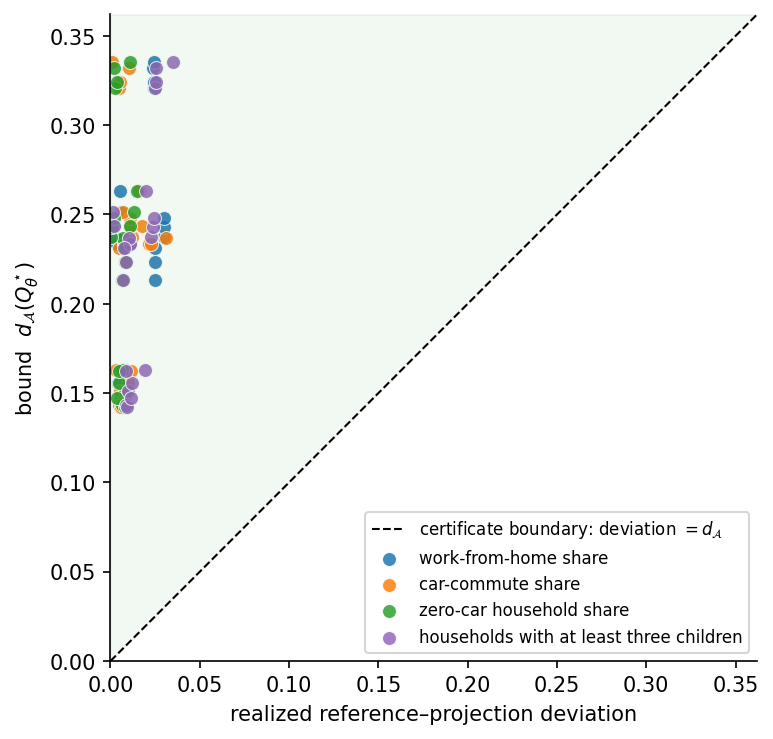 0.35
0.30
0.25
0.20
0.15
0.10
0.05
0.00
bound d_𝒜(Q_θ^⋆)
certificate boundary: deviation = d_𝒜
work-from-home share
car-commute share
zero-car household share
households with at least three children
0.00 0.05 0.10 0.15 0.20 0.25 0.30 0.35
realized reference–projection deviation